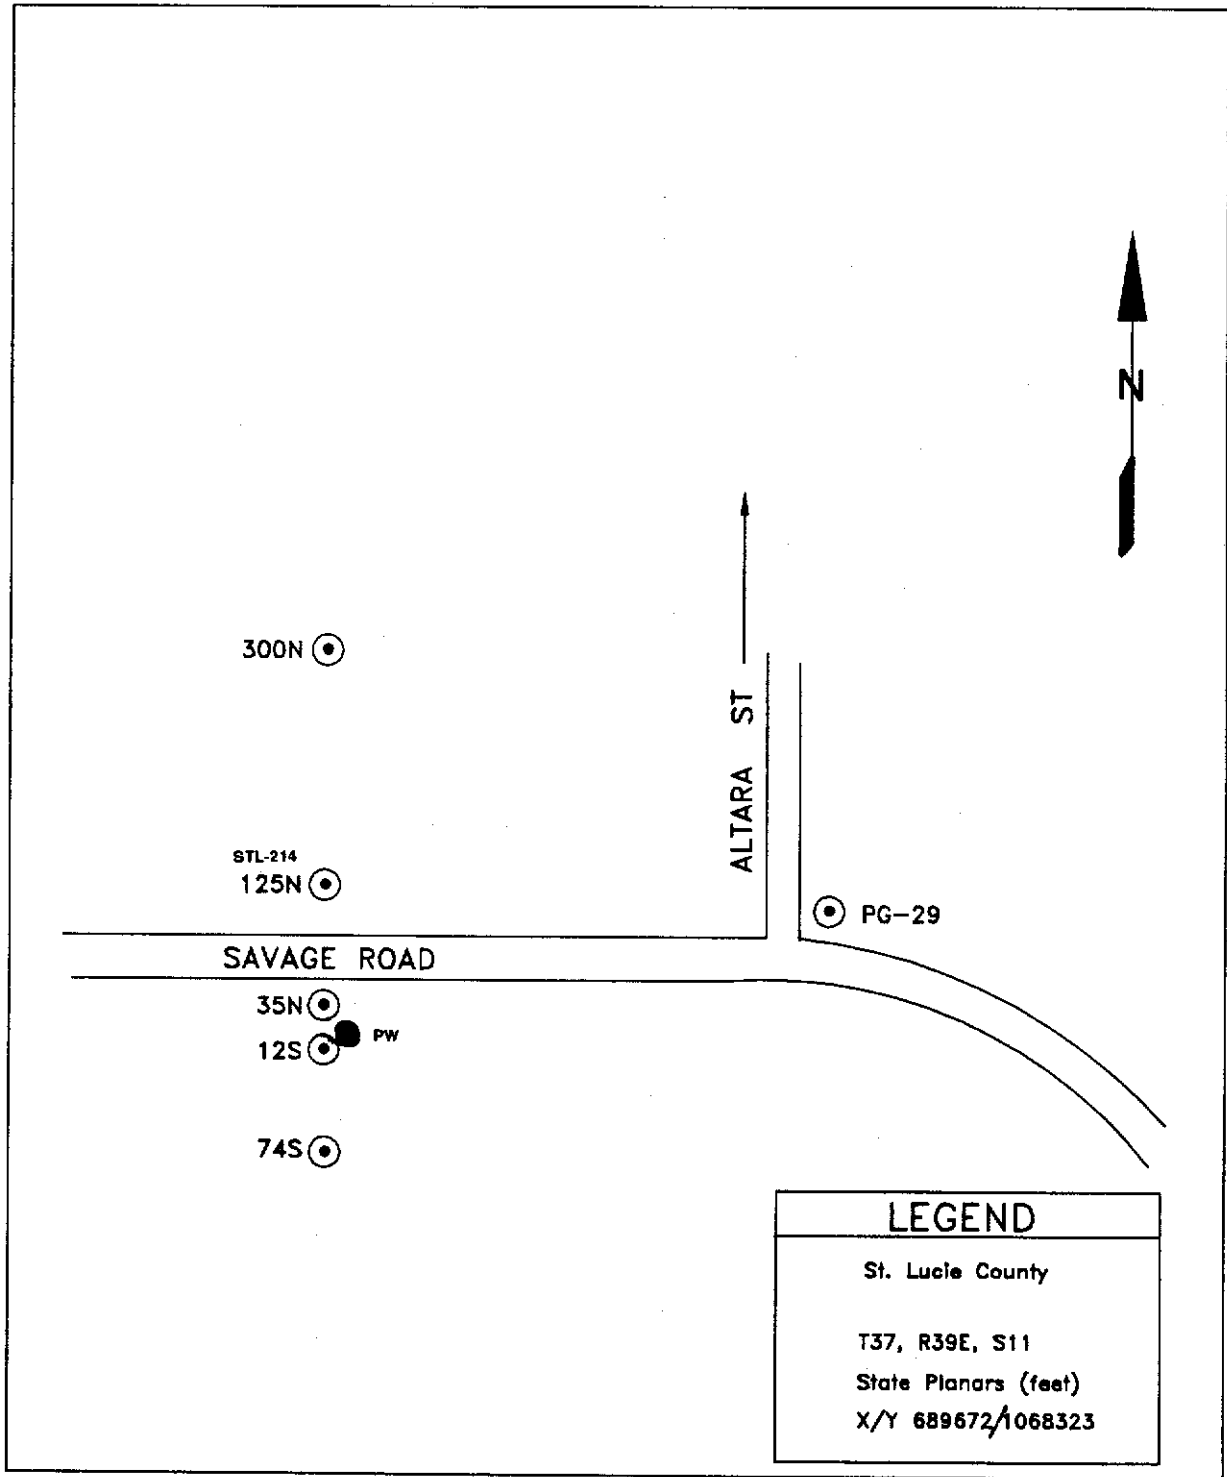 N
300N
ALTARA ST
STL-214
125N
PG-29
SAVAGE ROAD
35N
PW
12S
74S
LEGEND
St. Lucie County
T37, R39E, S11
State Planars (feet)
X/Y 689672/1068323